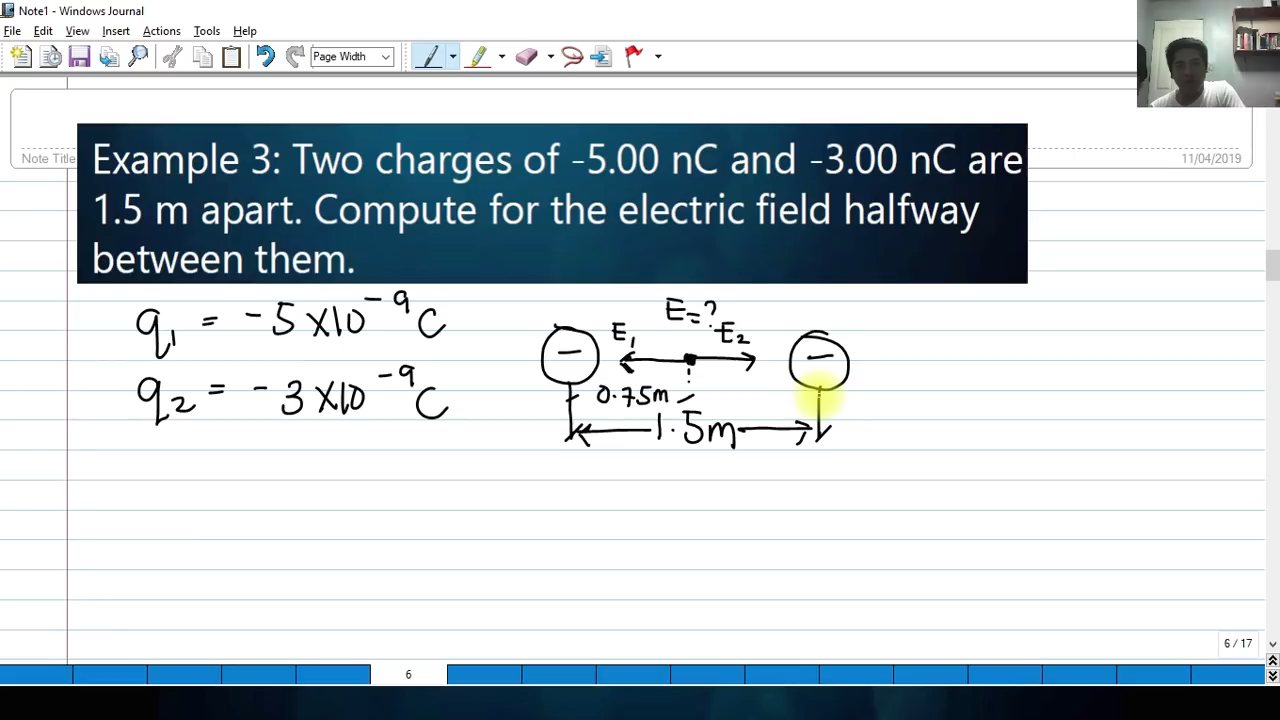 Note1 - Windows Journal
File Edit View Insert Actions Tools Help
Page Width
Note Title
11/04/2019
Example 3: Two charges of -5.00 nC and -3.00 nC are
1.5 m apart. Compute for the electric field halfway
between them.
q₁ = -5 x10⁻⁹ C
q₂ = -3 x10⁻⁹ C
E=?
E₁ E₂
- -
0.75m
1.5m
6 / 17
6